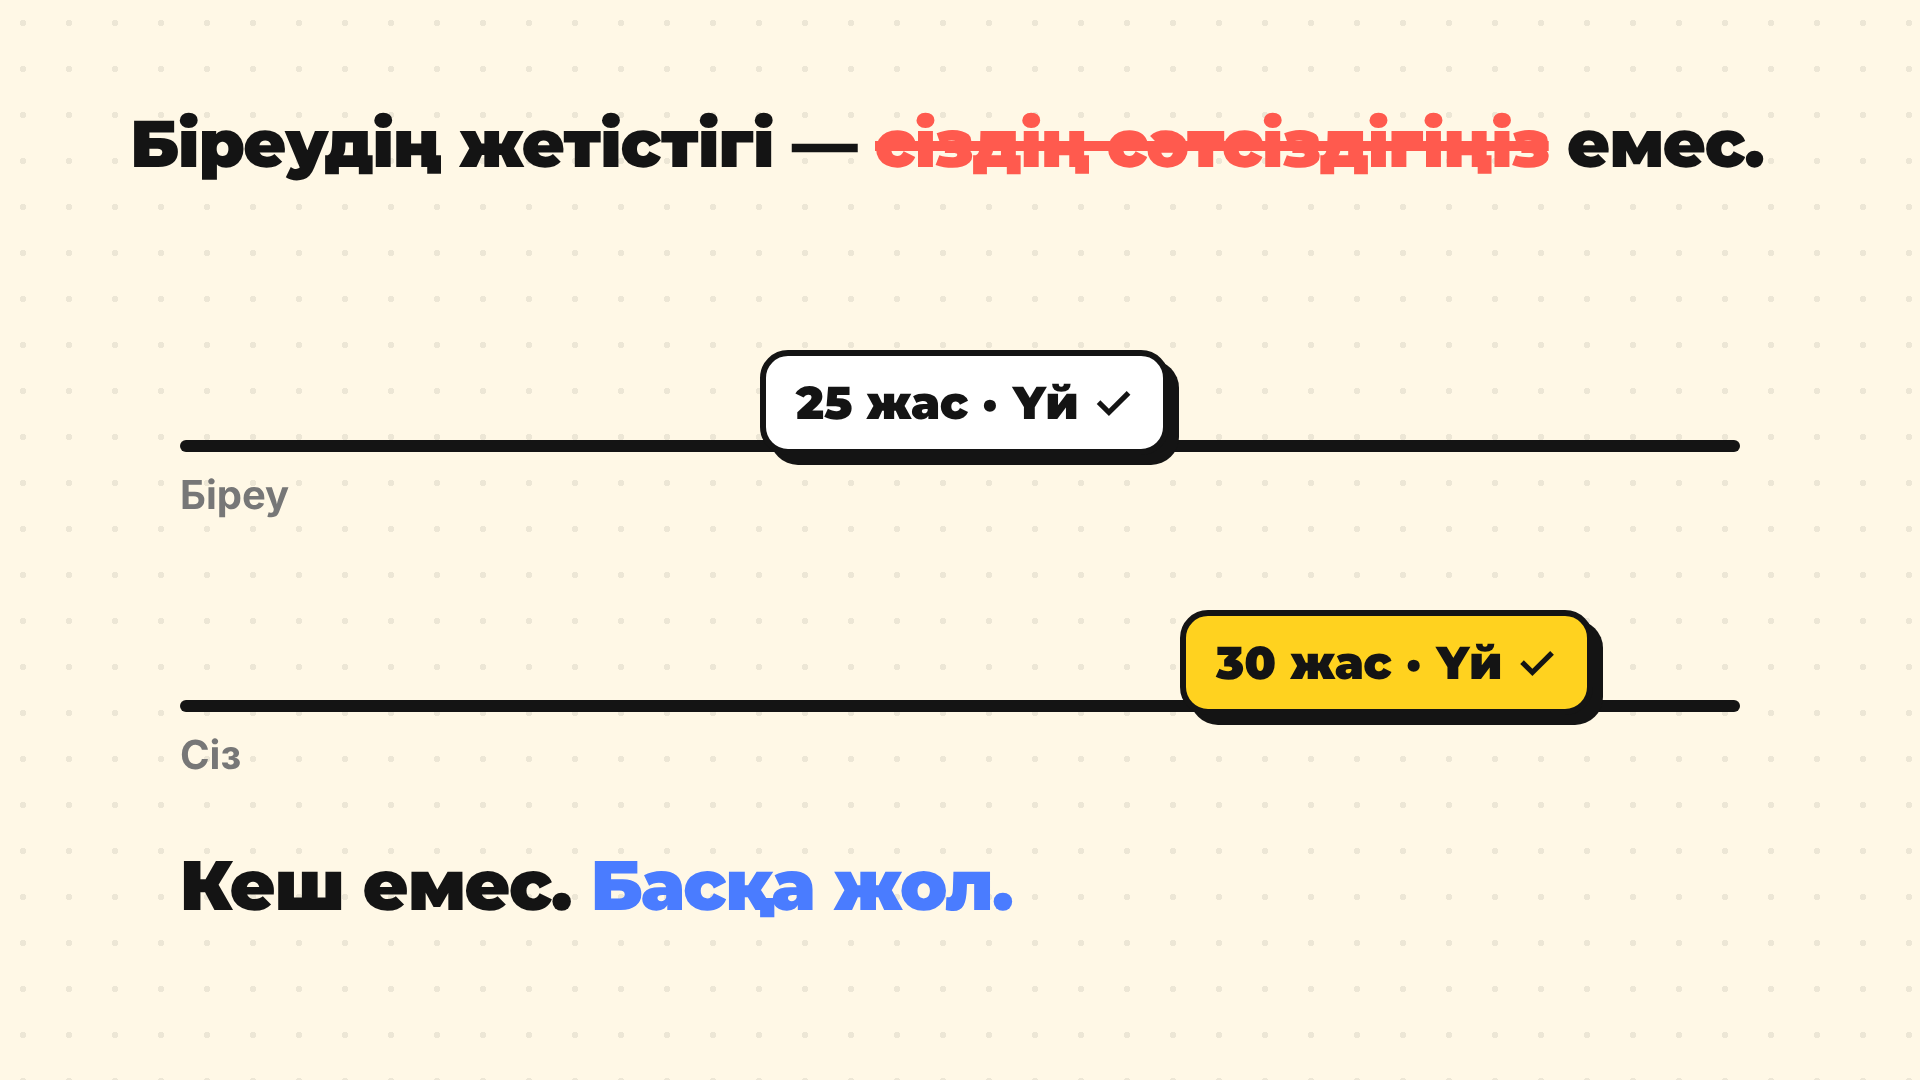 Біреудің жетістігі — сіздің сәтсіздігіңіз емес.
25 жас • Үй ✓
Біреу
30 жас • Үй ✓
Сіз
Кеш емес. Басқа жол.